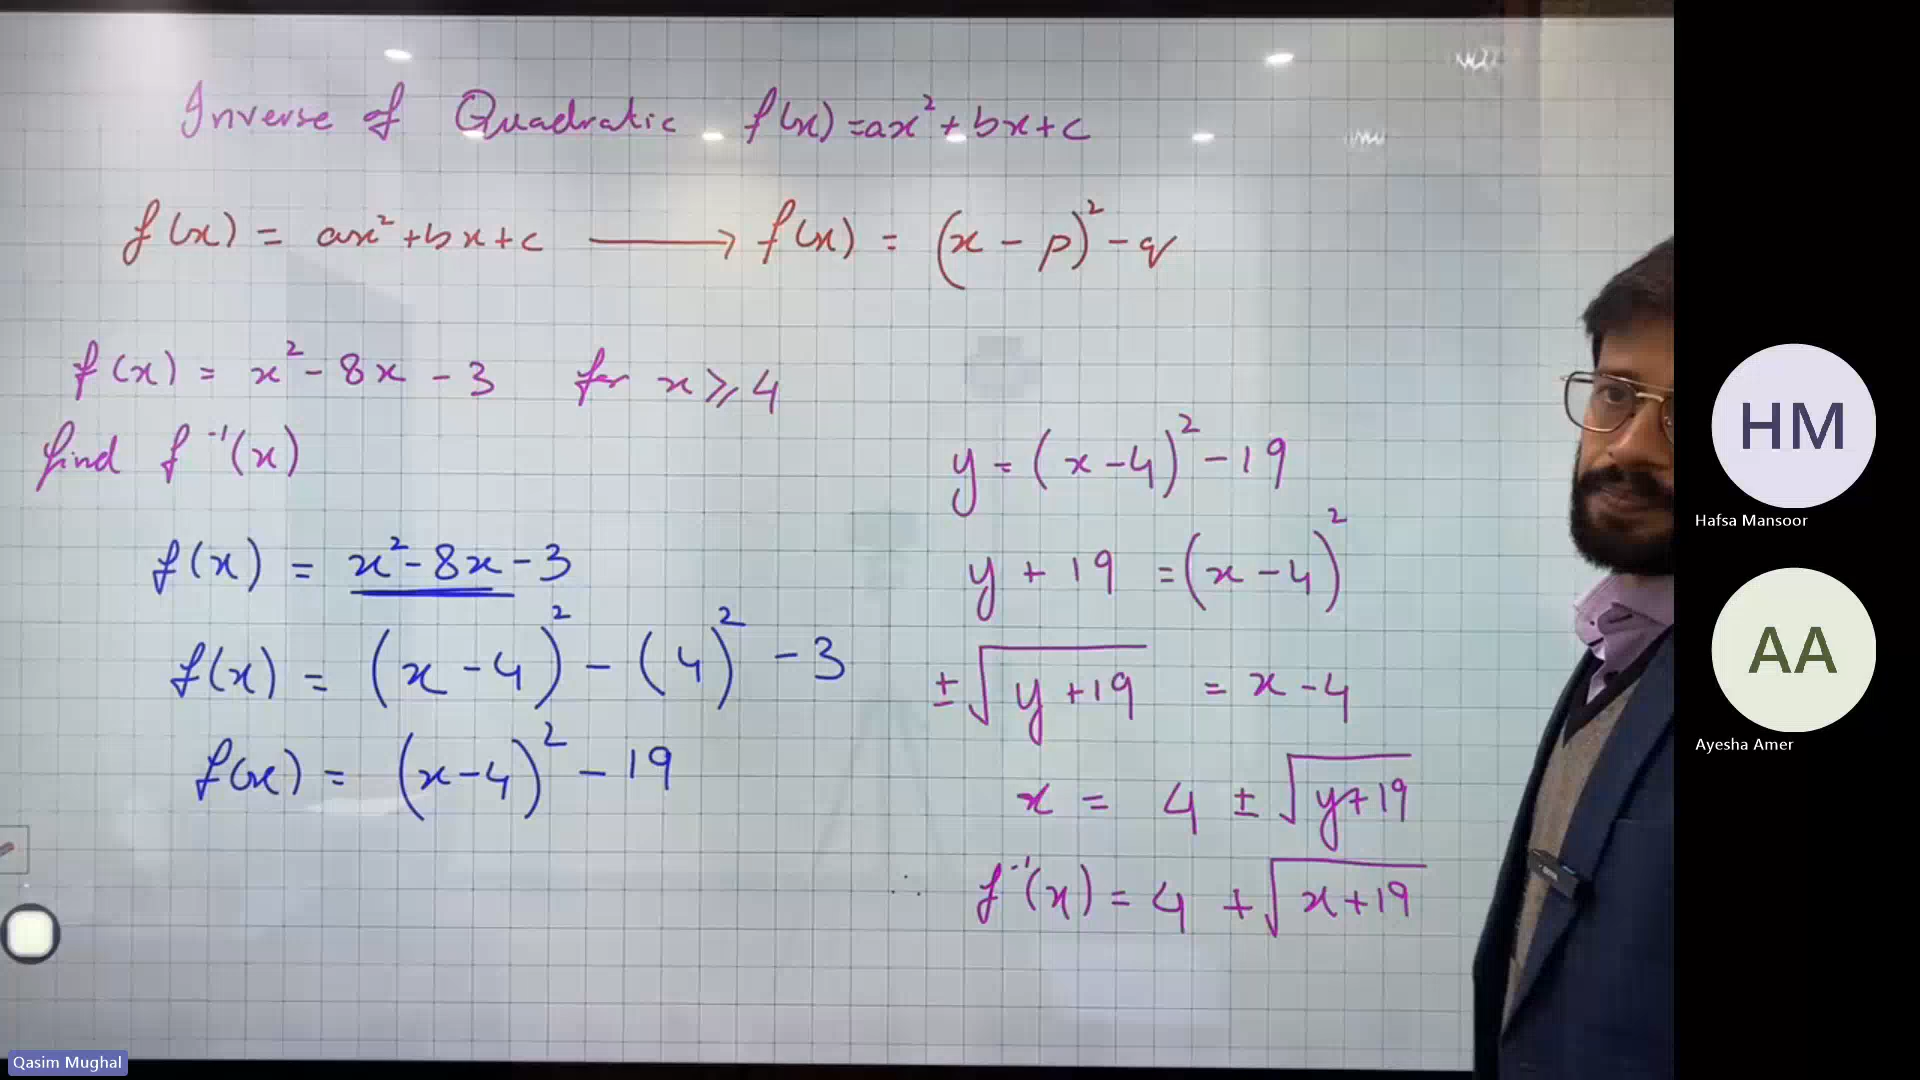 Inverse of Quadratic f(x)=ax²+bx+c
f(x) = ax²+bx+c ⟶ f(x) = (x-p)²-q
f(x) = x²-8x-3 for x⩾4
find f⁻¹(x)
f(x) = x²-8x-3
f(x) = (x-4)²-(4)²-3
f(x) = (x-4)²-19
y=(x-4)²-19
y+19=(x-4)²
±√(y+19) = x-4
x = 4 ± √(y+19)
∴ f⁻¹(x) = 4 + √(x+19)
HM
Hafsa Mansoor
AA
Ayesha Amer
Qasim Mughal